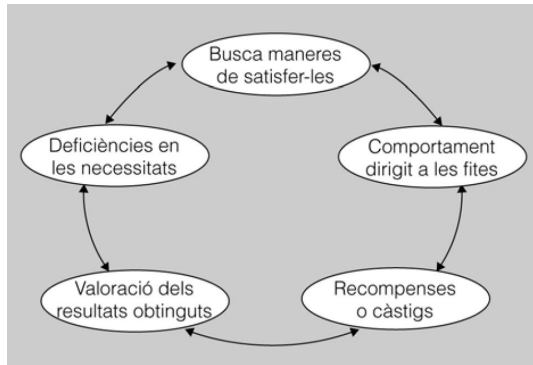 Busca maneres
de satisfer-les
Deficiències en
les necessitats
Comportament
dirigit a les fites
Valoració dels
resultats obtinguts
Recompenses
o càstigs